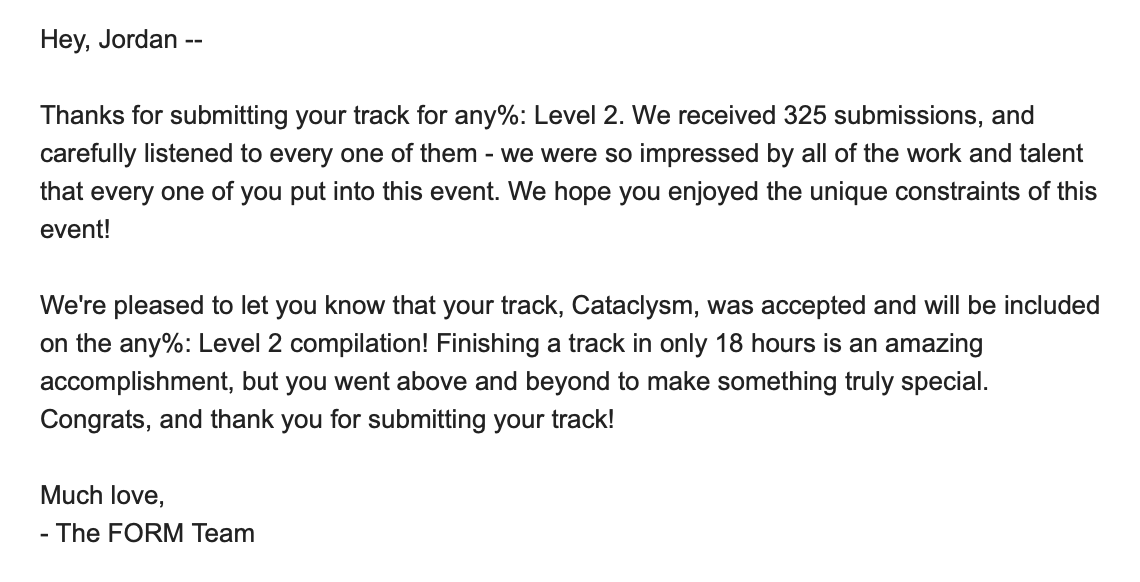 Hey, Jordan --
Thanks for submitting your track for any%: Level 2. We received 325 submissions, and
carefully listened to every one of them - we were so impressed by all of the work and talent
that every one of you put into this event. We hope you enjoyed the unique constraints of this
event!
We're pleased to let you know that your track, Cataclysm, was accepted and will be included
on the any%: Level 2 compilation! Finishing a track in only 18 hours is an amazing
accomplishment, but you went above and beyond to make something truly special.
Congrats, and thank you for submitting your track!
Much love,
- The FORM Team